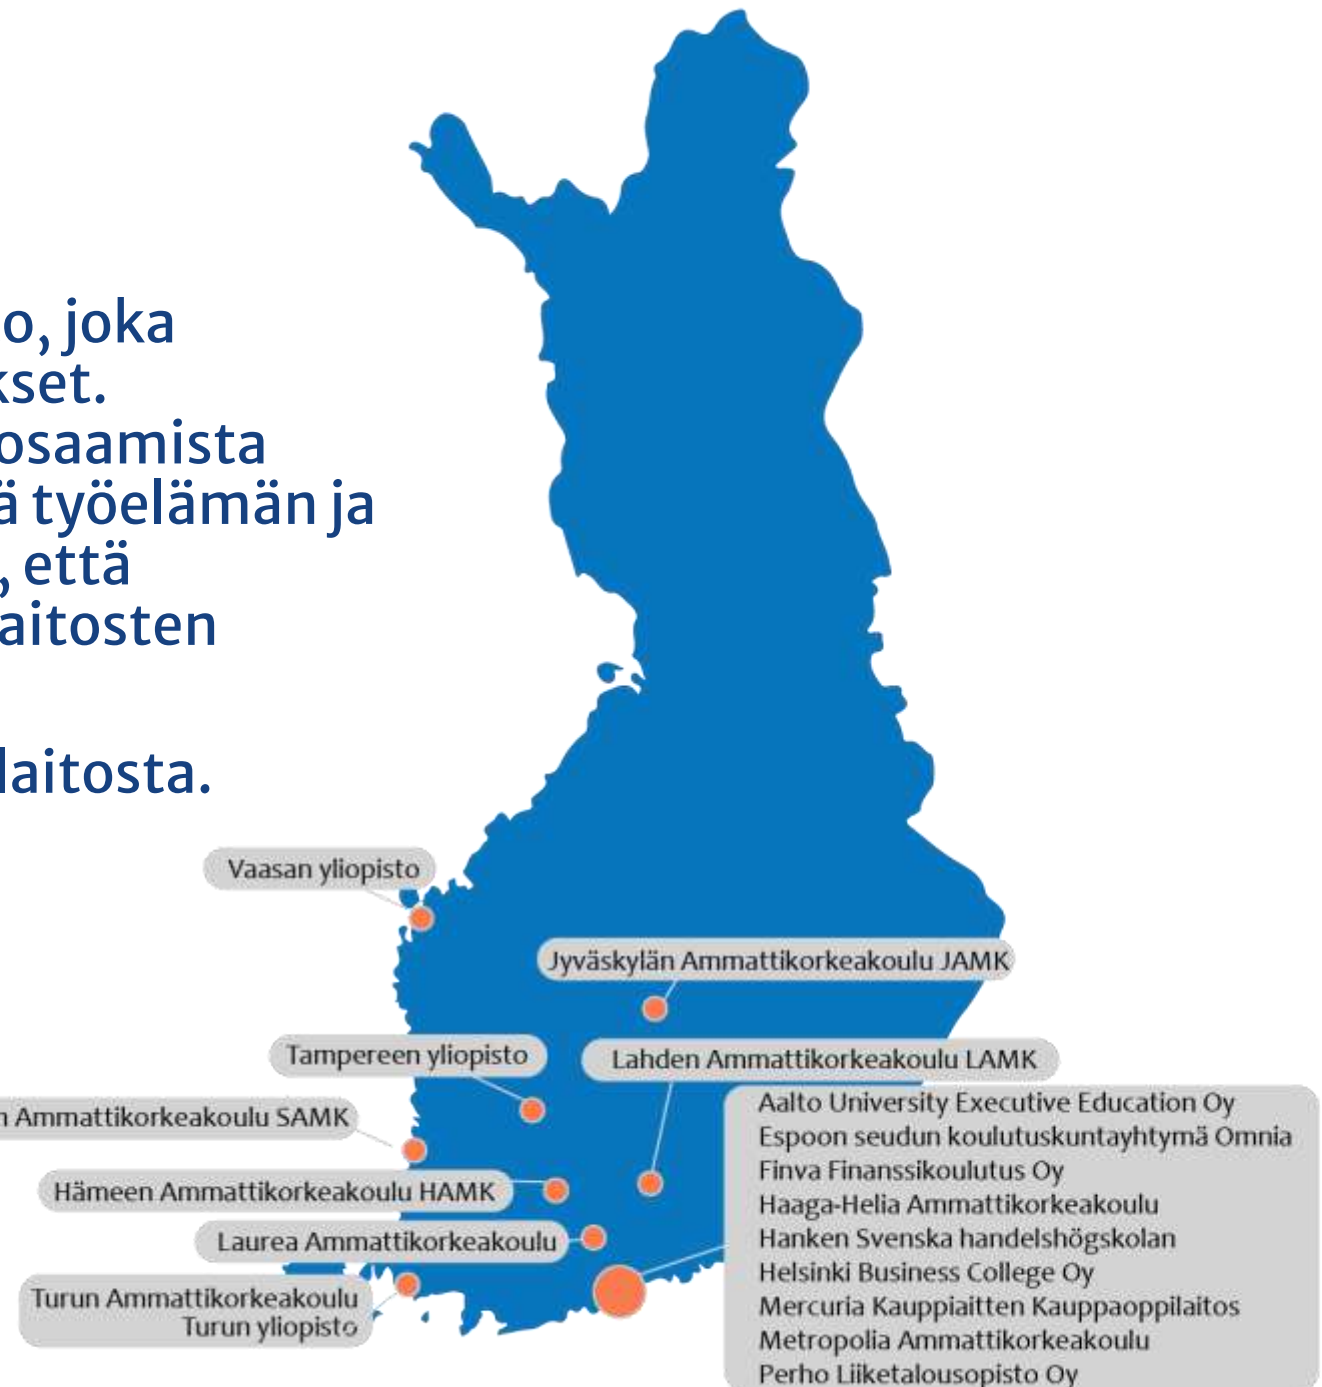 o, joka
kset.
osaamista
ä työelämän ja
, että
aitosten
laitosta.
Vaasan yliopisto
Jyväskylän Ammattikorkeakoulu JAMK
Tampereen yliopisto
Lahden Ammattikorkeakoulu LAMK
n Ammattikorkeakoulu SAMK
Hämeen Ammattikorkeakoulu HAMK
Laurea Ammattikorkeakoulu
Turun Ammattikorkeakoulu
Turun yliopisto
Aalto University Executive Education Oy
Espoon seudun koulutuskuntayhtymä Omnia
Finva Finanssikoulutus Oy
Haaga-Helia Ammattikorkeakoulu
Hanken Svenska handelshögskolan
Helsinki Business College Oy
Mercuria Kauppiaitten Kauppaoppilaitos
Metropolia Ammattikorkeakoulu
Perho Liiketalousopisto Oy